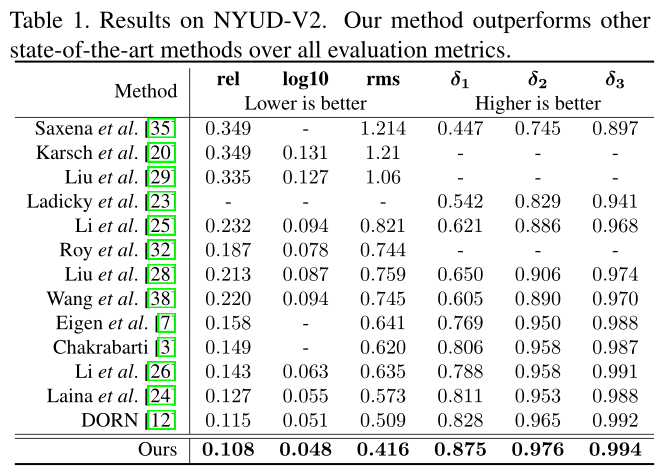 Table 1. Results on NYUD-V2. Our method outperforms other
state-of-the-art methods over all evaluation metrics.
Method rel log10 rms δ1 δ2 δ3
Lower is better Higher is better
Saxena et al. [35] 0.349 - 1.214 0.447 0.745 0.897
Karsch et al. [20] 0.349 0.131 1.21 - - -
Liu et al. [29] 0.335 0.127 1.06 - - -
Ladicky et al. [23] - - - 0.542 0.829 0.941
Li et al. [25] 0.232 0.094 0.821 0.621 0.886 0.968
Roy et al. [32] 0.187 0.078 0.744 - - -
Liu et al. [28] 0.213 0.087 0.759 0.650 0.906 0.974
Wang et al. [38] 0.220 0.094 0.745 0.605 0.890 0.970
Eigen et al. [7] 0.158 - 0.641 0.769 0.950 0.988
Chakrabarti [3] 0.149 - 0.620 0.806 0.958 0.987
Li et al. [26] 0.143 0.063 0.635 0.788 0.958 0.991
Laina et al. [24] 0.127 0.055 0.573 0.811 0.953 0.988
DORN [12] 0.115 0.051 0.509 0.828 0.965 0.992
Ours 0.108 0.048 0.416 0.875 0.976 0.994